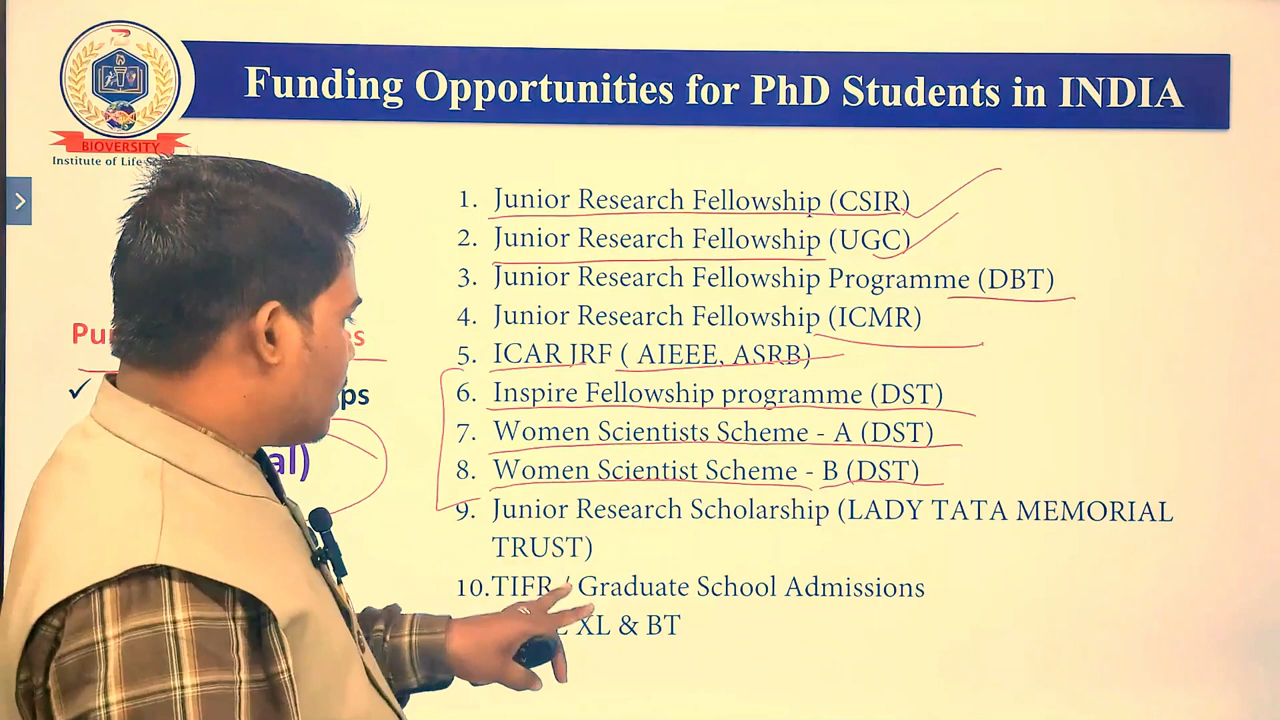 Funding Opportunities for PhD Students in INDIA
BIOVERSITY
Institute of Life
1. Junior Research Fellowship (CSIR)
2. Junior Research Fellowship (UGC)
3. Junior Research Fellowship Programme (DBT)
4. Junior Research Fellowship (ICMR)
5. ICAR JRF ( AIEEE, ASRB)
6. Inspire Fellowship programme (DST)
7. Women Scientists Scheme - A (DST)
8. Women Scientist Scheme - B (DST)
9. Junior Research Scholarship (LADY TATA MEMORIAL
TRUST)
10.TIFR / Graduate School Admissions
XL & BT